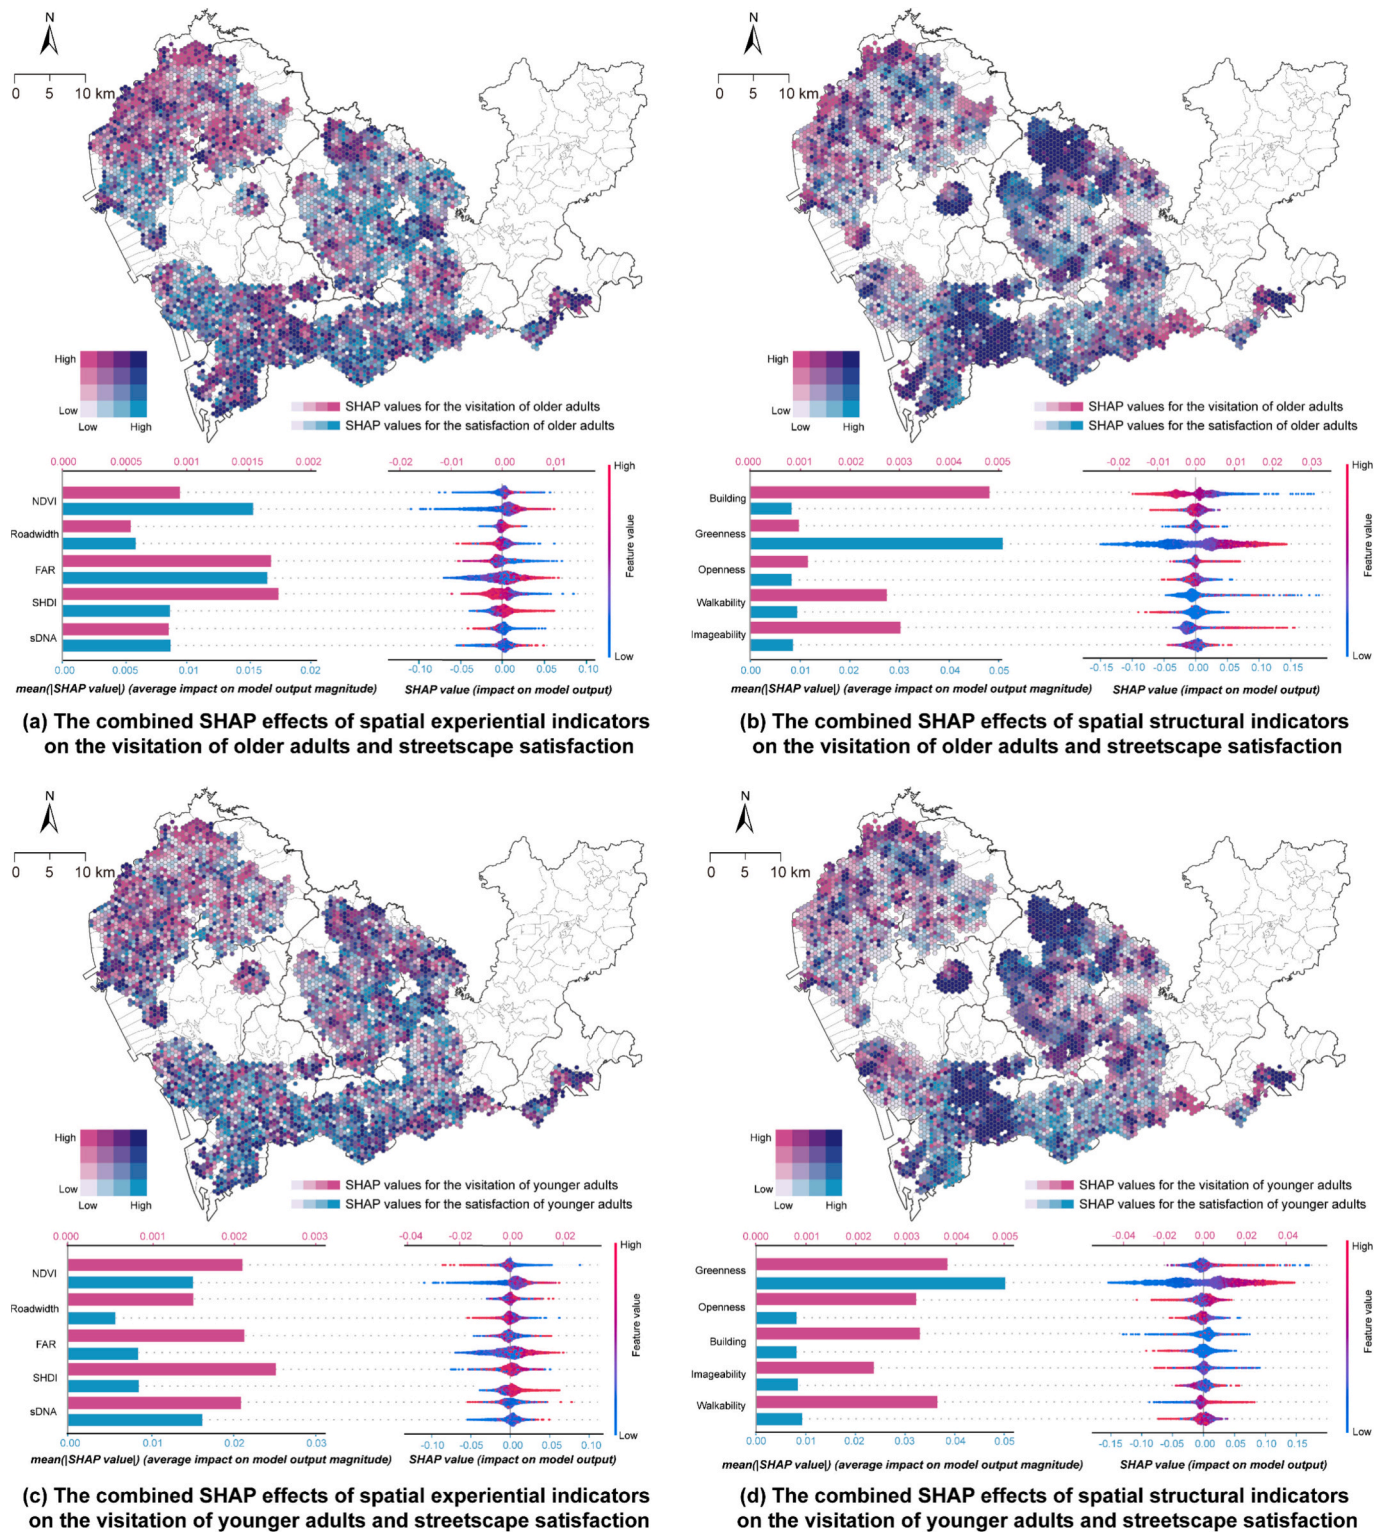 N
0 5 10 km
High
Low
Low High
SHAP values for the visitation of older adults
SHAP values for the satisfaction of older adults
0.000 0.0005 0.001 0.0015 0.002
-0.02 -0.01 0.00 0.01
High
NDVI
Roadwidth
FAR
SHDI
sDNA
Feature value
Low
0.00 0.005 0.01 0.015 0.02
-0.10 -0.05 0.00 0.05 0.10
mean(|SHAP value|) (average impact on model output magnitude)
SHAP value (impact on model output)
(a) The combined SHAP effects of spatial experiential indicators
on the visitation of older adults and streetscape satisfaction
N
0 5 10 km
High
Low
Low High
SHAP values for the visitation of older adults
SHAP values for the satisfaction of older adults
0.000 0.001 0.002 0.003 0.004 0.005
-0.02 0.00 0.01 0.02 0.03
High
Building
Greenness
Openness
Walkability
Imageability
Feature value
Low
0.00 0.01 0.02 0.03 0.04 0.05
-0.15 -0.10 -0.05 0.00 0.05 0.10 0.15
mean(|SHAP value|) (average impact on model output magnitude)
SHAP value (impact on model output)
(b) The combined SHAP effects of spatial structural indicators
on the visitation of older adults and streetscape satisfaction
N
0 5 10 km
High
Low
Low High
SHAP values for the visitation of younger adults
SHAP values for the satisfaction of younger adults
0.000 0.001 0.002 0.003
-0.04 -0.02 0.00 0.02
High
NDVI
Roadwidth
FAR
SHDI
sDNA
Feature value
Low
0.00 0.01 0.02 0.03
-0.10 -0.05 0.00 0.05 0.10
mean(|SHAP value|) (average impact on model output magnitude)
SHAP value (impact on model output)
(c) The combined SHAP effects of spatial experiential indicators
on the visitation of younger adults and streetscape satisfaction
N
0 5 10 km
High
Low
Low High
SHAP values for the visitation of younger adults
SHAP values for the satisfaction of younger adults
0.000 0.001 0.002 0.003 0.004 0.005
-0.04 -0.02 0.00 0.02 0.04
High
Greenness
Openness
Building
Imageability
Walkability
Feature value
Low
0.00 0.01 0.02 0.03 0.04 0.05
-0.15 -0.10 -0.05 0.00 0.05 0.10 0.15
mean(|SHAP value|) (average impact on model output magnitude)
SHAP value (impact on model output)
(d) The combined SHAP effects of spatial structural indicators
on the visitation of younger adults and streetscape satisfaction